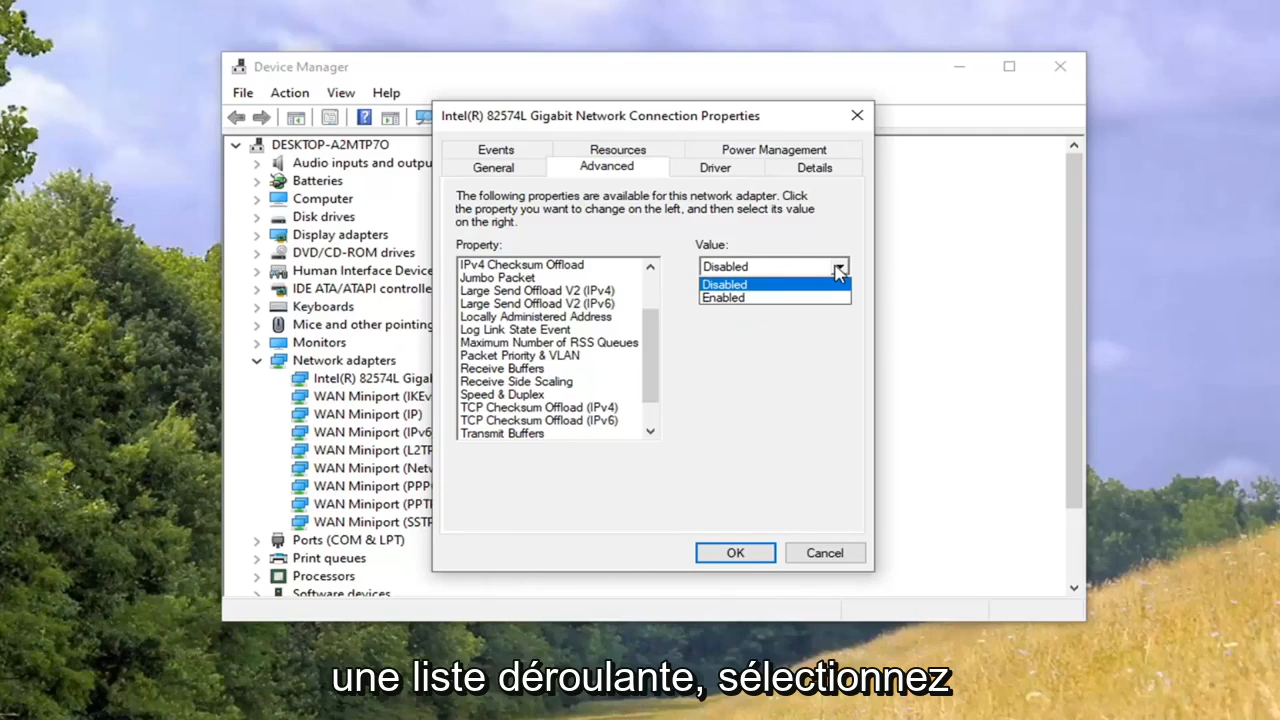 Device Manager
File Action View Help
Intel(R) 82574L Gigabit Network Connection Properties
DESKTOP-A2MTP7O
Audio inputs and outpu
Batteries
Computer
Disk drives
Display adapters
DVD/CD-ROM drives
Human Interface Device
IDE ATA/ATAPI controlle
Keyboards
Mice and other pointing
Monitors
Network adapters
Intel(R) 82574L Gigal
WAN Miniport (IKEv
WAN Miniport (IP)
WAN Miniport (IPv6
WAN Miniport (L2TP
WAN Miniport (Netw
WAN Miniport (PPPO
WAN Miniport (PPTP
WAN Miniport (SSTP
Ports (COM & LPT)
Print queues
Processors
Software devices
Events Resources Power Management
General Advanced Driver Details
The following properties are available for this network adapter. Click
the property you want to change on the left, and then select its value
on the right.
Property:
IPv4 Checksum Offload
Jumbo Packet
Large Send Offload V2 (IPv4)
Large Send Offload V2 (IPv6)
Locally Administered Address
Log Link State Event
Maximum Number of RSS Queues
Packet Priority & VLAN
Receive Buffers
Receive Side Scaling
Speed & Duplex
TCP Checksum Offload (IPv4)
TCP Checksum Offload (IPv6)
Transmit Buffers
Value:
Disabled
Disabled
Enabled
OK Cancel
une liste déroulante, sélectionnez